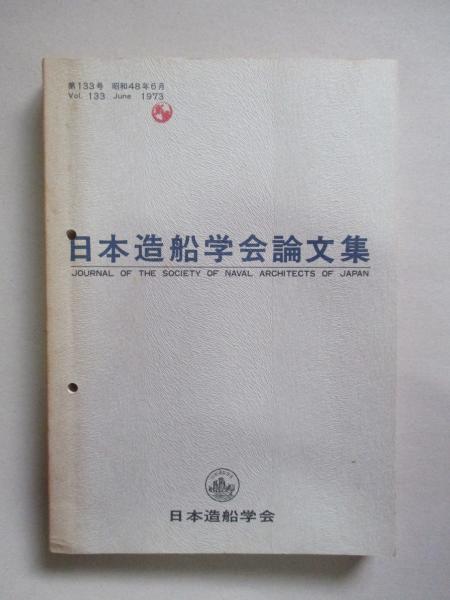 第133号 昭和48年6月
Vol. 133 June 1973
日本造船学会論文集
JOURNAL OF THE SOCIETY OF NAVAL ARCHITECTS OF JAPAN
日本造船学会